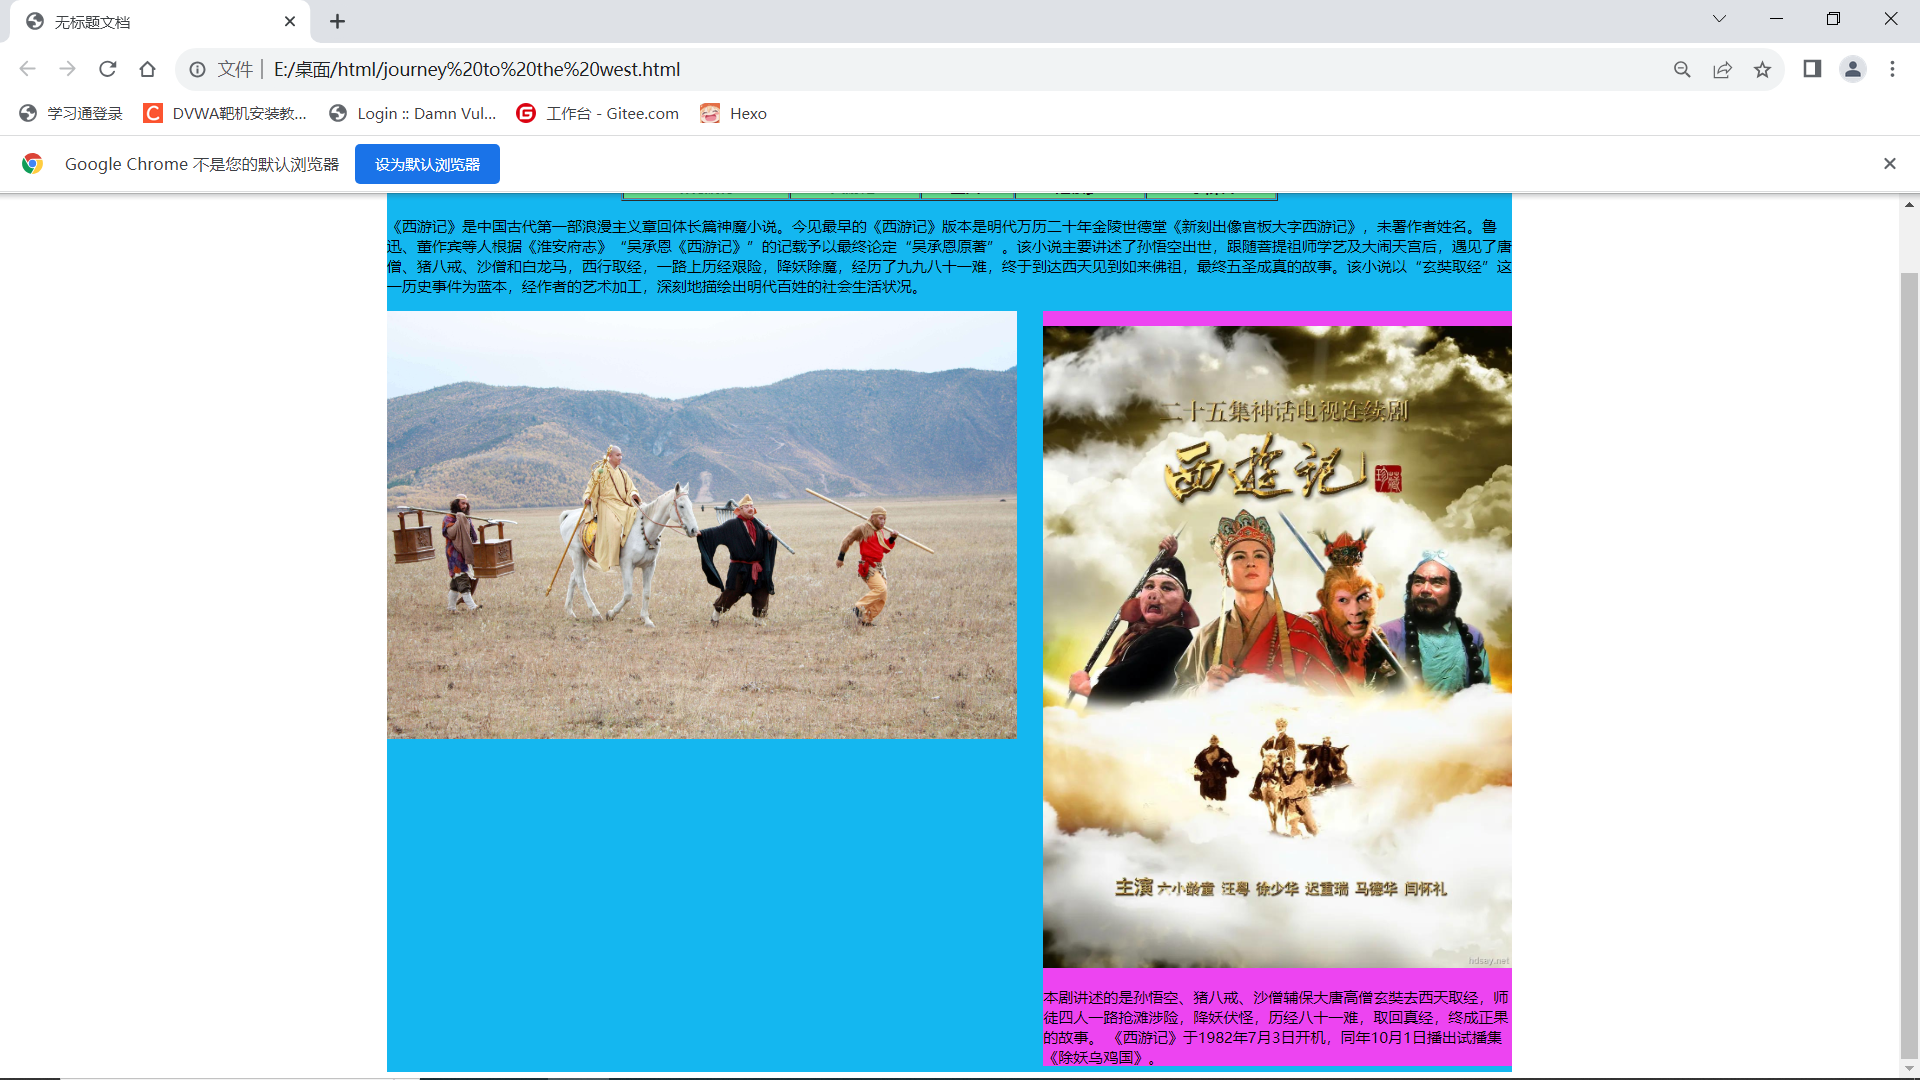 无标题文档
文件 | E:/桌面/html/journey%20to%20the%20west.html
学习通登录 DVWA靶机安装教... Login :: Damn Vul... 工作台 - Gitee.com Hexo
Google Chrome 不是您的默认浏览器 设为默认浏览器
《西游记》是中国古代第一部浪漫主义章回体长篇神魔小说。今见最早的《西游记》版本是明代万历二十年金陵世德堂《新刻出像官板大字西游记》，未署作者姓名。鲁
迅、董作宾等人根据《淮安府志》“吴承恩《西游记》”的记载予以最终论定“吴承恩原著”。该小说主要讲述了孙悟空出世，跟随菩提祖师学艺及大闹天宫后，遇见了唐
僧、猪八戒、沙僧和白龙马，西行取经，一路上历经艰险，降妖除魔，经历了九九八十一难，终于到达西天见到如来佛祖，最终五圣成真的故事。该小说以“玄奘取经”这
一历史事件为蓝本，经作者的艺术加工，深刻地描绘出明代百姓的社会生活状况。
二十五集神话电视连续剧
西游记
珍藏
主演 六小龄童 汪粤 徐少华 迟重瑞 马德华 闫怀礼
hdsay.net
本剧讲述的是孙悟空、猪八戒、沙僧辅保大唐高僧玄奘去西天取经，师
徒四人一路抢滩涉险，降妖伏怪，历经八十一难，取回真经，终成正果
的故事。 《西游记》于1982年7月3日开机，同年10月1日播出试播集
《除妖乌鸡国》。